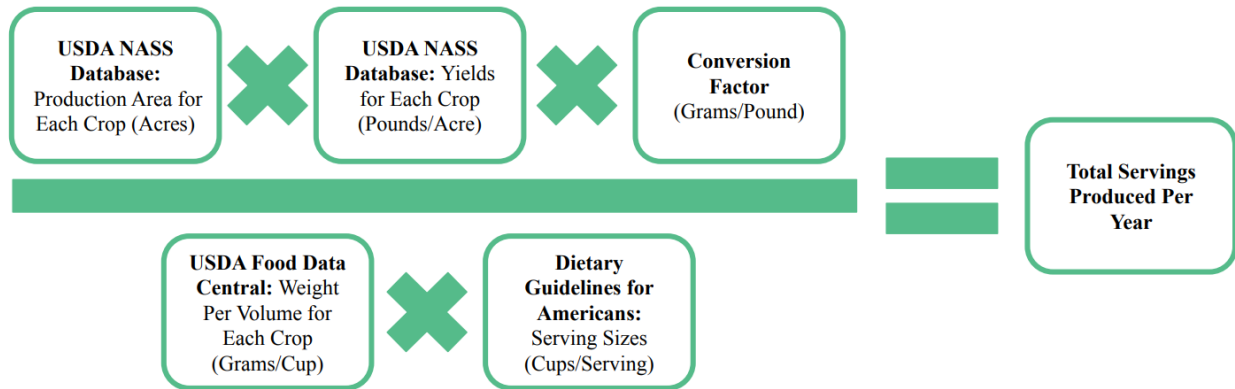 USDA NASS
Database:
Production Area for
Each Crop (Acres)
USDA NASS
Database: Yields
for Each Crop
(Pounds/Acre)
Conversion
Factor
(Grams/Pound)
Total Servings
Produced Per
Year
USDA Food Data
Central: Weight
Per Volume for
Each Crop
(Grams/Cup)
Dietary
Guidelines for
Americans:
Serving Sizes
(Cups/Serving)